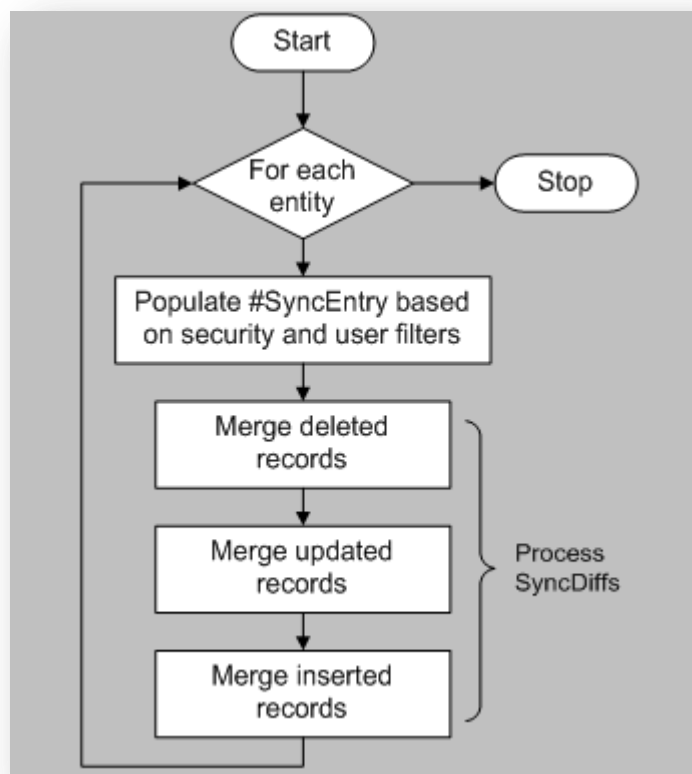 Start
For each
entity
Stop
Populate #SyncEntry based
on security and user filters
Merge deleted
records
Merge updated
records
Process
SyncDiffs
Merge inserted
records